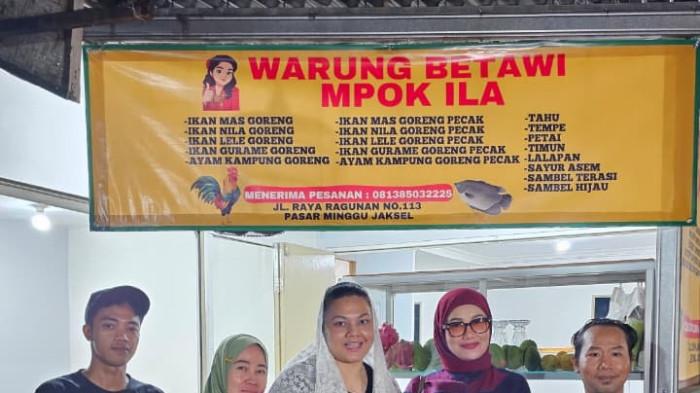 WARUNG BETAWI
MPOK ILA
-IKAN MAS GORENG
-IKAN NILA GORENG
-IKAN LELE GORENG
-IKAN GURAME GORENG
-AYAM KAMPUNG GORENG
-IKAN MAS GORENG PECAK
-IKAN NILA GORENG PECAK
-IKAN LELE GORENG PECAK
-IKAN GURAME GORENG PECAK
-AYAM KAMPUNG GORENG PECAK
-TAHU
-TEMPE
-PETAI
-TIMUN
-LALAPAN
-SAYUR ASEM
-SAMBEL TERASI
-SAMBEL HIJAU
MENERIMA PESANAN : 081385032225
JL. RAYA RAGUNAN NO.113
PASAR MINGGU JAKSEL